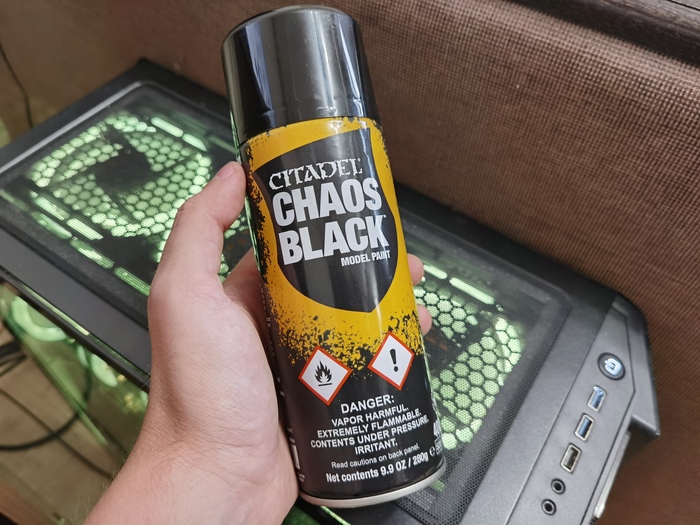 CITADEL
CHAOS
BLACK
MODEL PAINT
DANGER:
VAPOR HARMFUL.
EXTREMELY FLAMMABLE.
CONTENTS UNDER PRESSURE.
IRRITANT.
Read cautions on back panel.
Net contents 9.9 OZ / 280g e